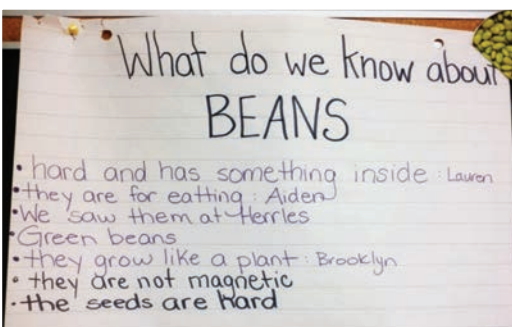 What do we know about
BEANS
• hard and has something inside : Lauren
• they are for eatting : Aiden
• We saw them at Herrles
• Green beans
• they grow like a plant : Brooklyn
• they are not magnetic
• the seeds are hard